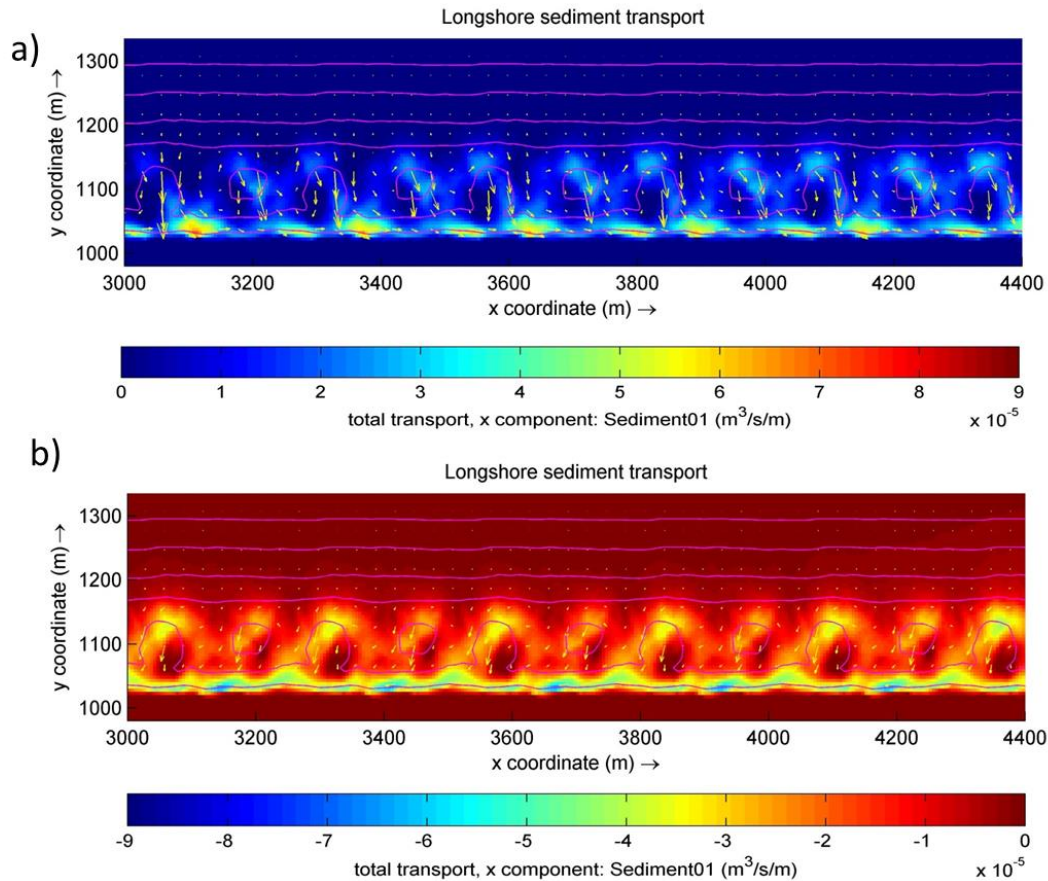 a)
Longshore sediment transport
y coordinate (m) →
1300
1200
1100
1000
3000 3200 3400 3600 3800 4000 4200 4400
x coordinate (m) →
0 1 2 3 4 5 6 7 8 9
total transport, x component: Sediment01 (m³/s/m)
x 10⁻⁵
b)
Longshore sediment transport
y coordinate (m) →
1300
1200
1100
1000
3000 3200 3400 3600 3800 4000 4200 4400
x coordinate (m) →
-9 -8 -7 -6 -5 -4 -3 -2 -1 0
total transport, x component: Sediment01 (m³/s/m)
x 10⁻⁵